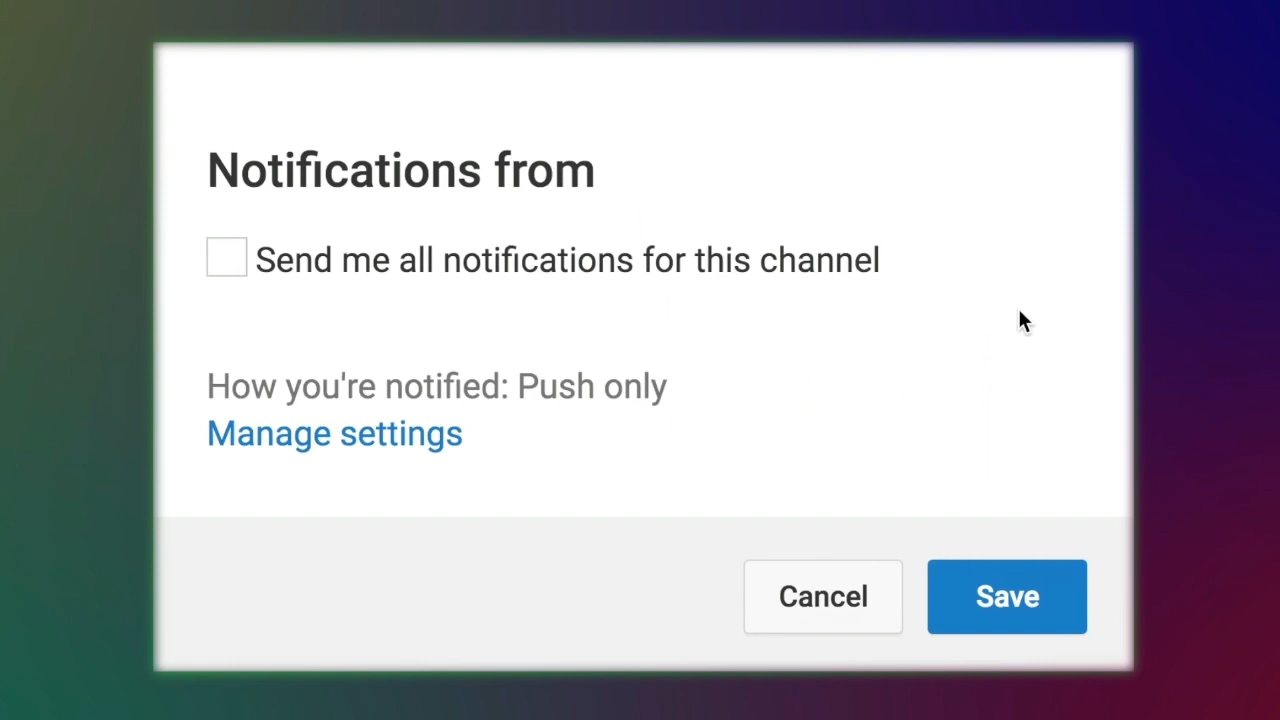 Notifications from
Send me all notifications for this channel
How you're notified: Push only
Manage settings
Cancel
Save